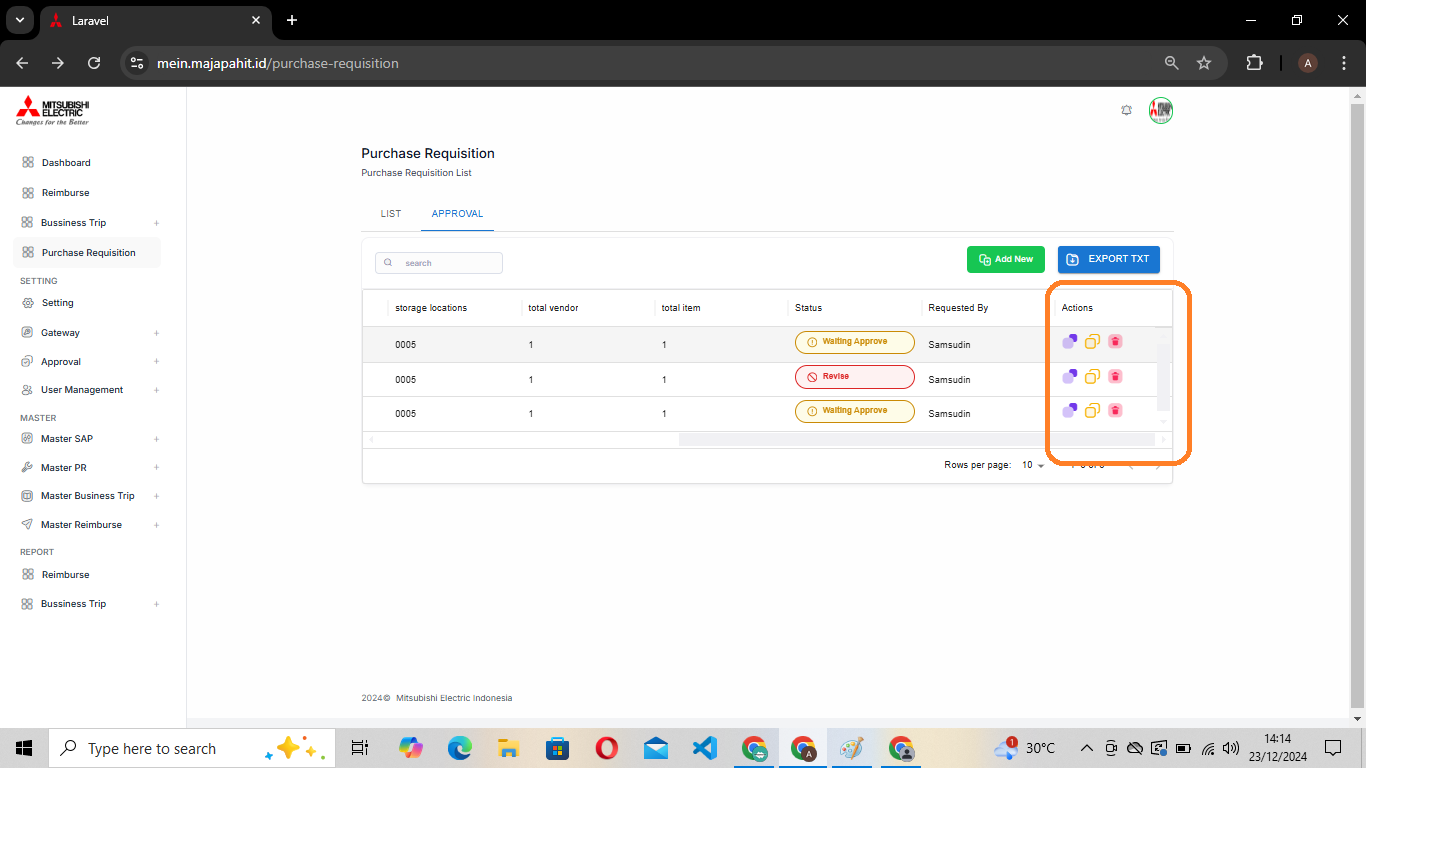 Laravel
mein.majapahit.id/purchase-requisition
A
MITSUBISHI
ELECTRIC
Changes for the Better
Dashboard
Reimburse
Bussiness Trip +
Purchase Requisition
SETTING
Setting
Gateway +
Approval +
User Management +
MASTER
Master SAP +
Master PR +
Master Business Trip +
Master Reimburse +
REPORT
Reimburse
Bussiness Trip +
Purchase Requisition
Purchase Requisition List
LIST APPROVAL
search
Add New
EXPORT TXT
storage locations total vendor total item Status Requested By Actions
0005 1 1 Waiting Approve Samsudin
0005 1 1 Revise Samsudin
0005 1 1 Waiting Approve Samsudin
Rows per page: 10
2024© Mitsubishi Electric Indonesia
Type here to search
A
1
30°C
14:14
23/12/2024